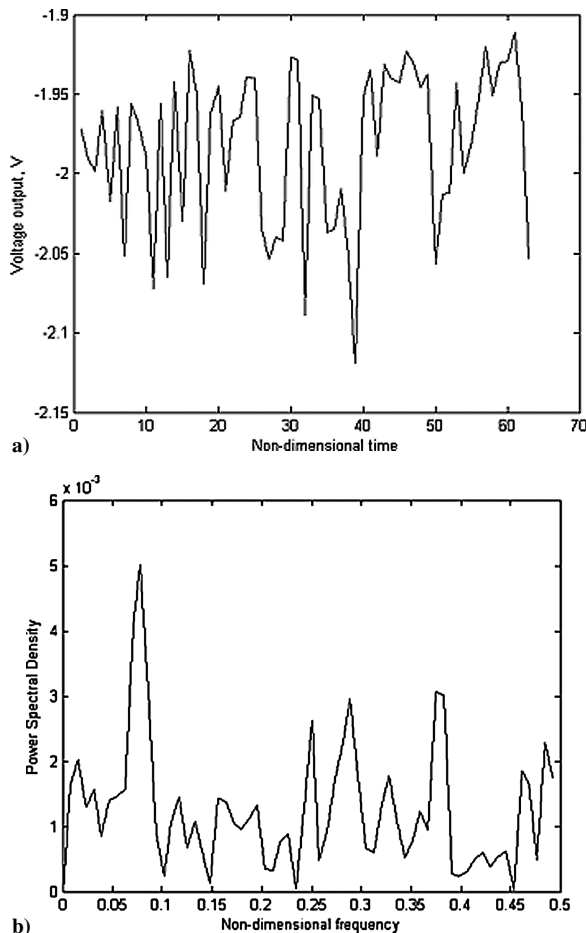 -1.9
-1.95
-2
-2.05
-2.1
-2.15
Voltage output, V
0 10 20 30 40 50 60 70
Non-dimensional time
a)
x 10-3
6
5
4
3
2
1
0
Power Spectral Density
0 0.05 0.1 0.15 0.2 0.25 0.3 0.35 0.4 0.45 0.5
Non-dimensional frequency
b)